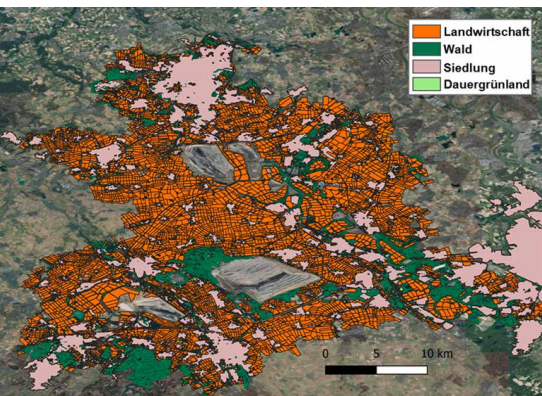 Landwirtschaft
Wald
Siedlung
Dauergrünland
0 5 10 km